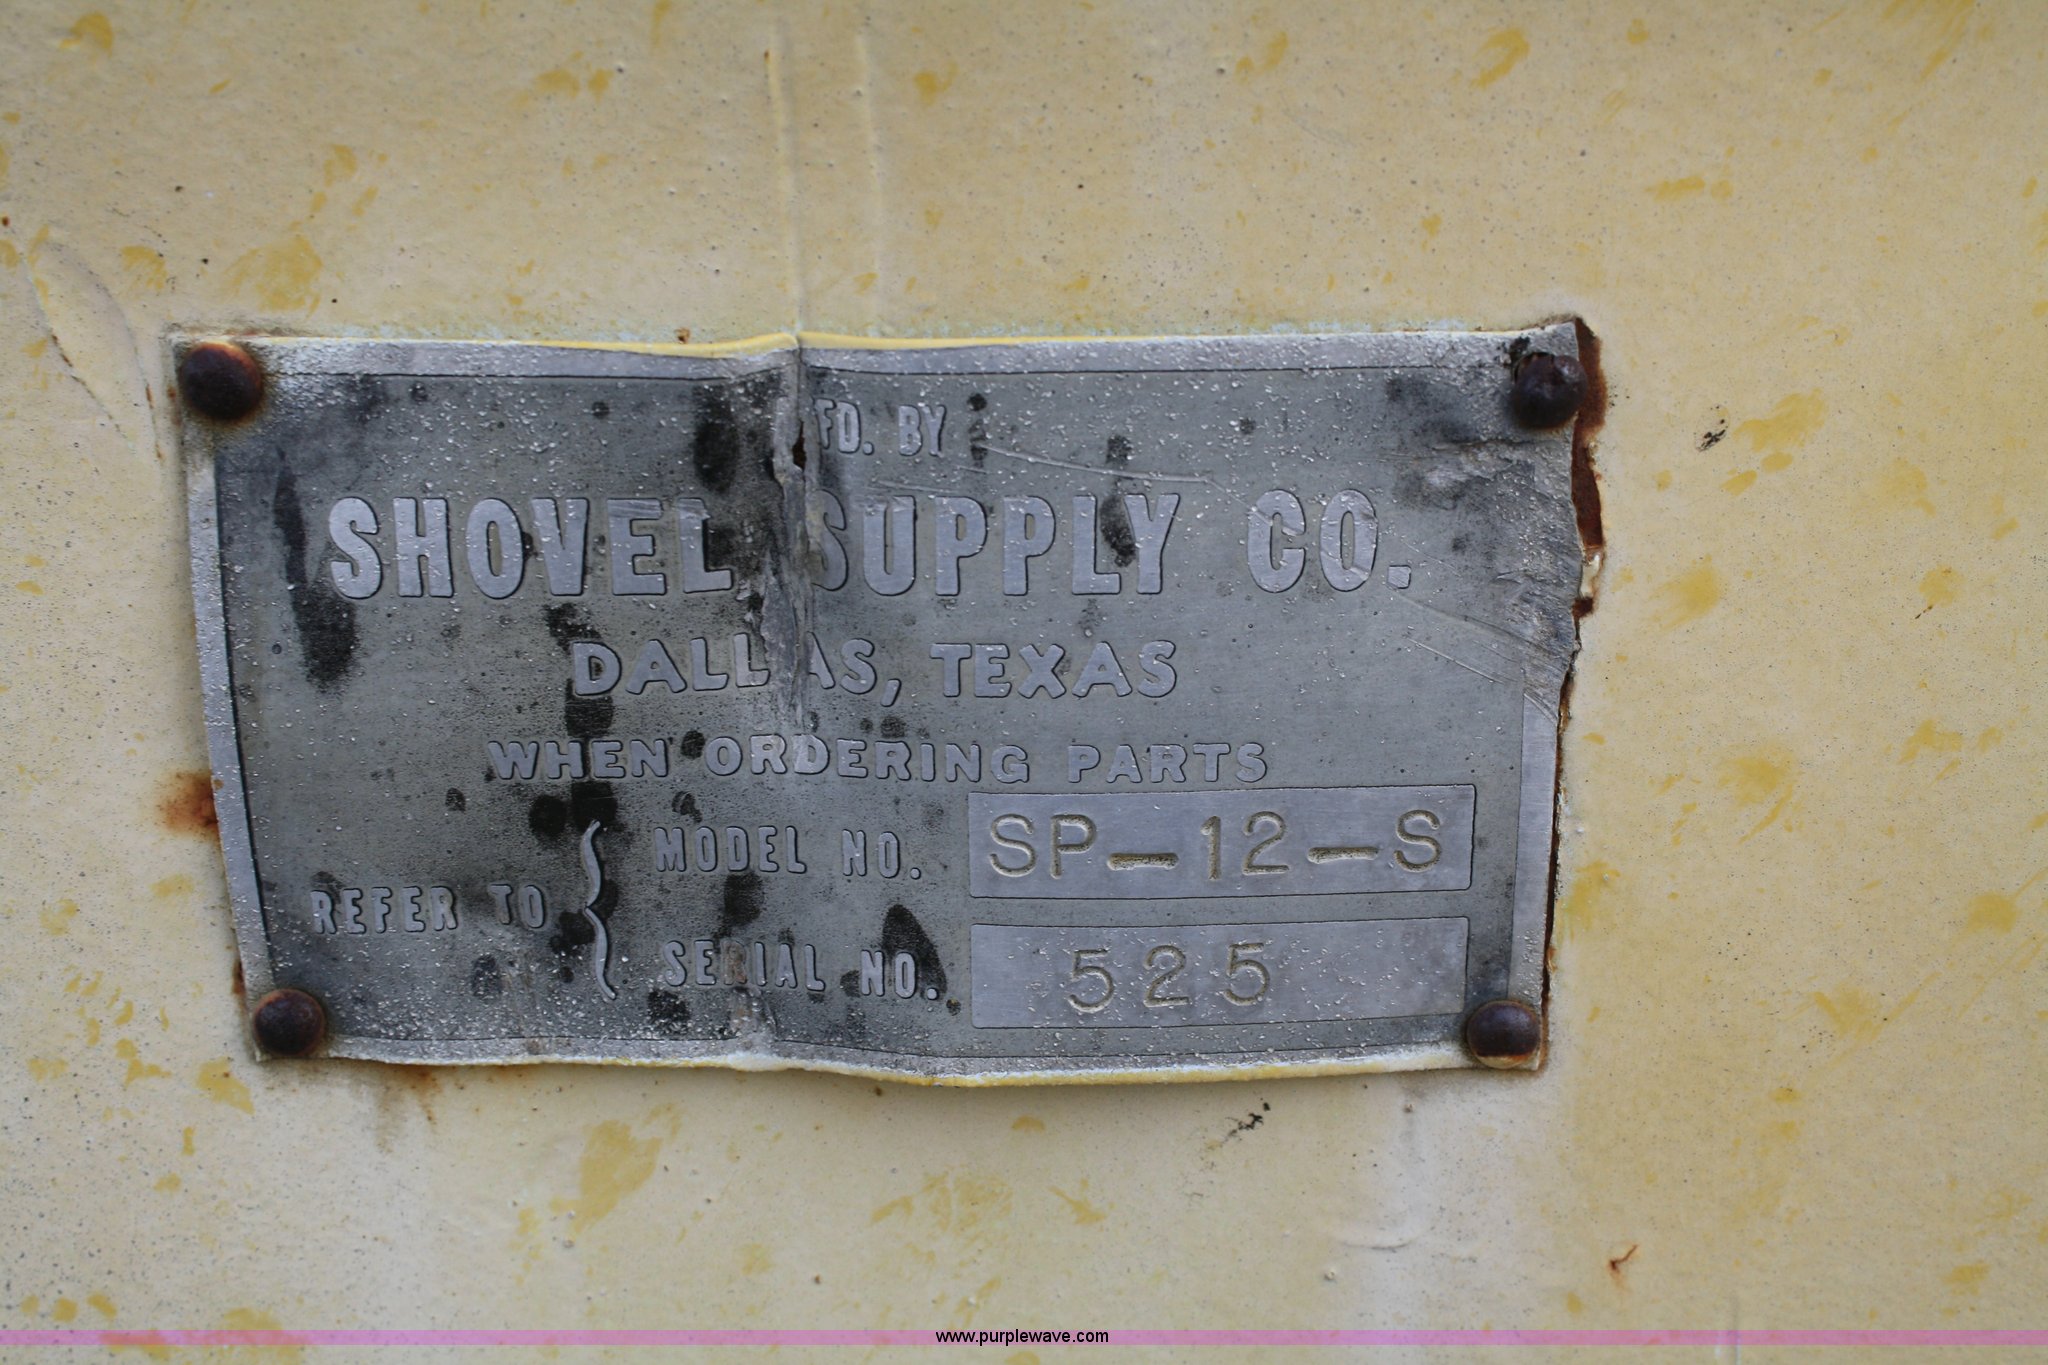 FD. BY
SHOVEL SUPPLY CO.
DALLAS, TEXAS
WHEN ORDERING PARTS
REFER TO { MODEL NO. SP-12-S
SERIAL NO. 525
www.purplewave.com